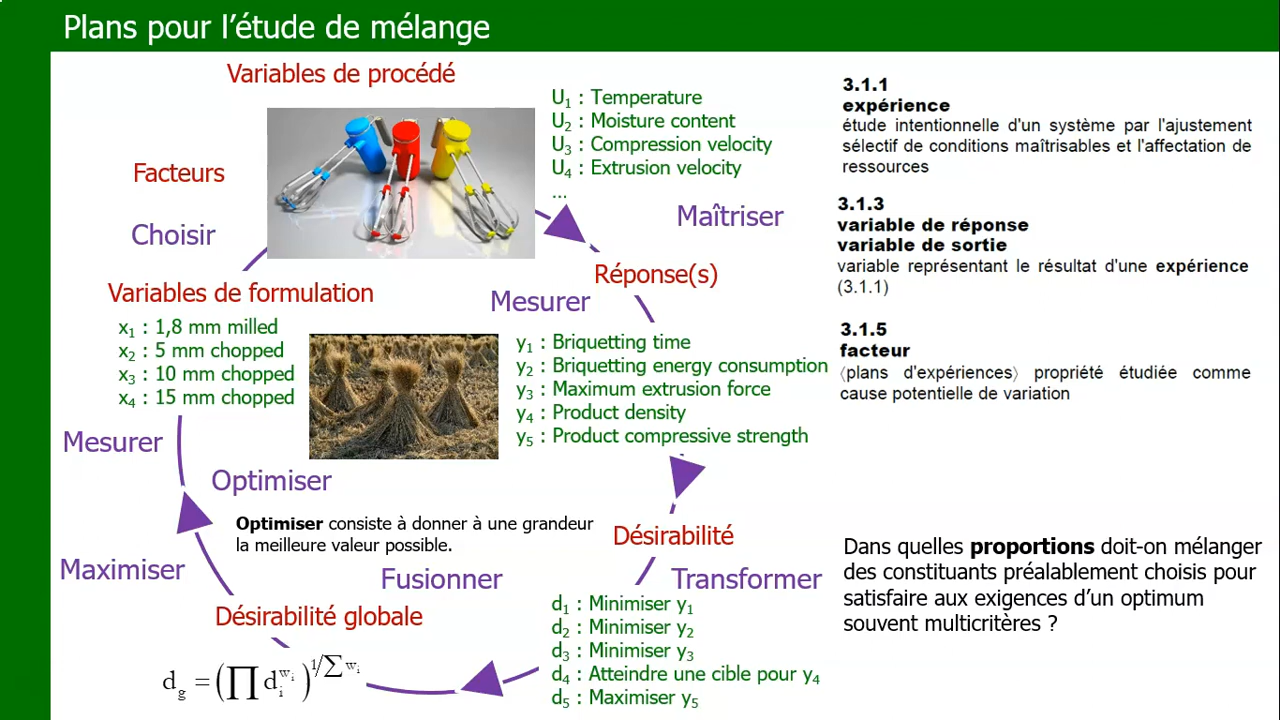 Plans pour l’étude de mélange
Variables de procédé
Facteurs
Choisir
U1 : Temperature
U2 : Moisture content
U3 : Compression velocity
U4 : Extrusion velocity
...
Maîtriser
Réponse(s)
Mesurer
Variables de formulation
x1 : 1,8 mm milled
x2 : 5 mm chopped
x3 : 10 mm chopped
x4 : 15 mm chopped
y1 : Briquetting time
y2 : Briquetting energy consumption
y3 : Maximum extrusion force
y4 : Product density
y5 : Product compressive strength
Mesurer
Optimiser
Optimiser consiste à donner à une grandeur
la meilleure valeur possible.
Désirabilité
Maximiser
Fusionner
Transformer
Désirabilité globale
d1 : Minimiser y1
d2 : Minimiser y2
d3 : Minimiser y3
d4 : Atteindre une cible pour y4
d5 : Maximiser y5
dg = (∏ di^wi)^1/∑wi
3.1.1
expérience
étude intentionnelle d'un système par l'ajustement
sélectif de conditions maîtrisables et l'affectation de
ressources
3.1.3
variable de réponse
variable de sortie
variable représentant le résultat d'une expérience
(3.1.1)
3.1.5
facteur
〈plans d'expériences〉 propriété étudiée comme
cause potentielle de variation
Dans quelles proportions doit-on mélanger
des constituants préalablement choisis pour
satisfaire aux exigences d’un optimum
souvent multicritères ?